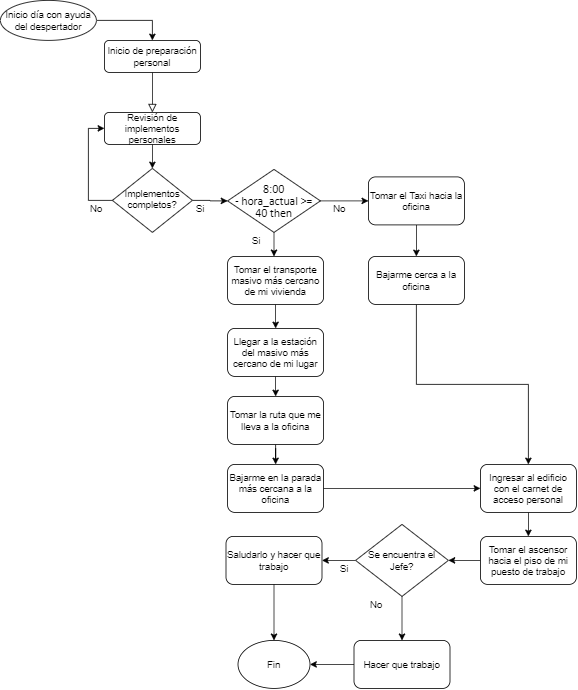 Inicio día con ayuda
del despertador
Inicio de preparación
personal
Revisión de
implementos
personales
Implementos
completos?
No
Si
8:00
- hora_actual >=
40 then
No
Si
Tomar el Taxi hacia la
oficina
Bajarme cerca a la
oficina
Tomar el transporte
masivo más cercano
de mi vivienda
Llegar a la estación
del masivo más
cercano de mi lugar
Tomar la ruta que me
lleva a la oficina
Bajarme en la parada
más cercana a la
oficina
Ingresar al edificio
con el carnet de
acceso personal
Tomar el ascensor
hacia el piso de mi
puesto de trabajo
Se encuentra el
Jefe?
Si
No
Saludarlo y hacer que
trabajo
Hacer que trabajo
Fin